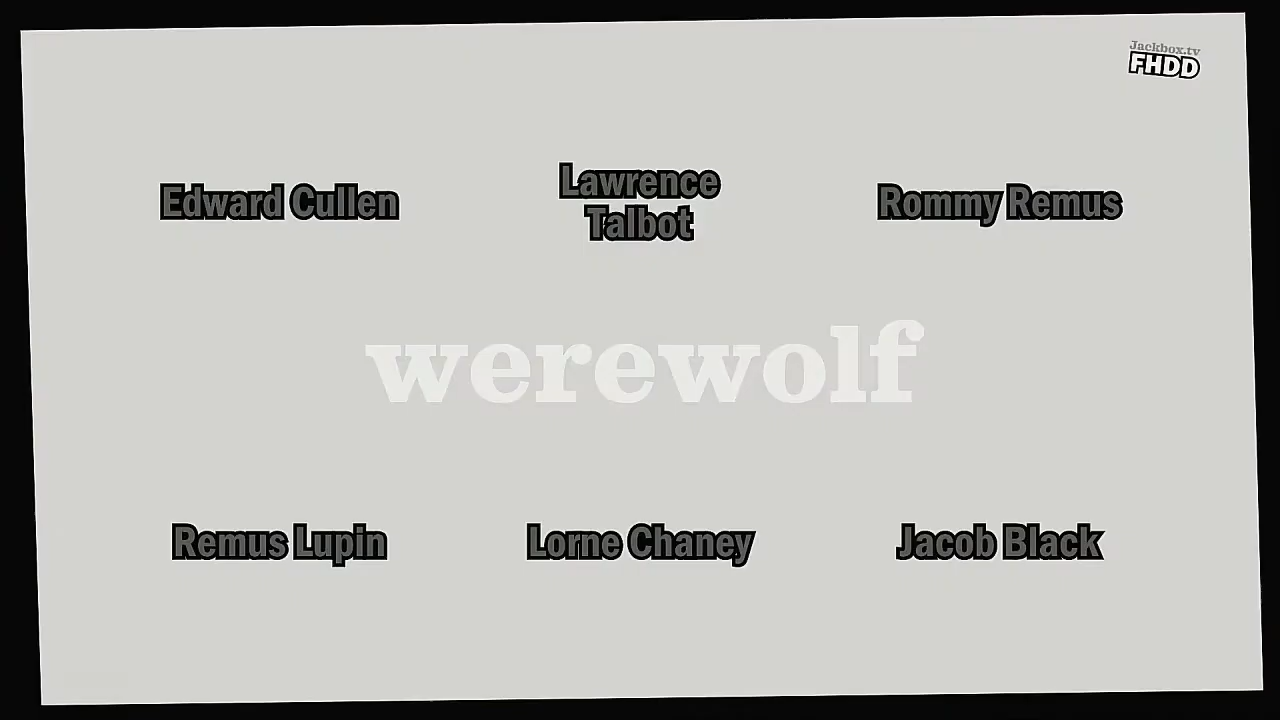 Jackbox.tv
FHDD
Edward Cullen
Lawrence
Talbot
Rommy Remus
werewolf
Remus Lupin
Lorne Chaney
Jacob Black